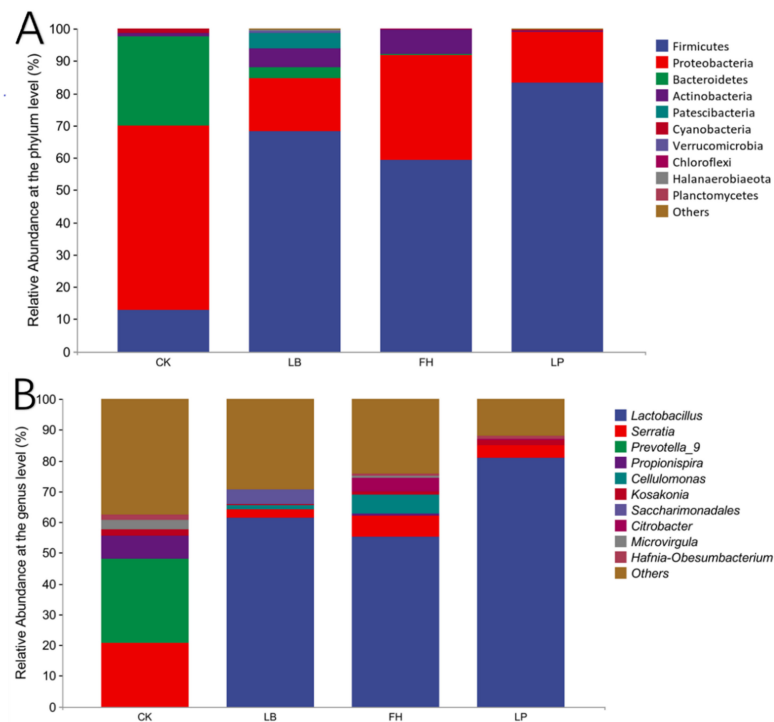 A
Relative Abundance at the phylum level (%)
100
90
80
70
60
50
40
30
20
10
0
CK
LB
FH
LP
Firmicutes
Proteobacteria
Bacteroidetes
Actinobacteria
Patescibacteria
Cyanobacteria
Verrucomicrobia
Chloroflexi
Halanaerobiaeota
Planctomycetes
Others
B
Relative Abundance at the genus level (%)
100
90
80
70
60
50
40
30
20
10
0
CK
LB
FH
LP
Lactobacillus
Serratia
Prevotella_9
Propionispira
Cellulomonas
Kosakonia
Saccharimonadales
Citrobacter
Microvirgula
Hafnia-Obesumbacterium
Others